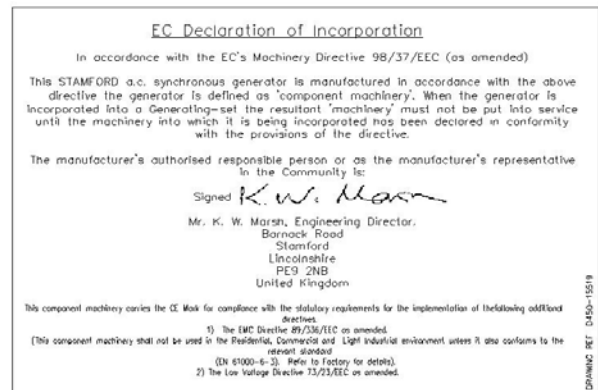 EC Declaration of Incorporation
In accordance with the EC's Machinery Directive 98/37/EEC (as amended)
This STAMFORD a.c. synchronous generator is manufactured in accordance with the above
directive the generator is defined as 'component machinery'. When the generator is
incorporated into a Generating-set the resultant 'machinery' must not be put into service
until the machinery into which it is being incorporated has been declared in conformity
with the provisions of the directive.
The manufacturer's authorised responsible person or as the manufacturer's representative
in the Community is:
Signed K. W. Marsh
Mr. K. W. Marsh, Engineering Director.
Barnack Road
Stamford
Lincolnshire
PE9 2NB
United Kingdom
This component machinery carries the CE Mark for compliance with the statutory requirements for the implementation of thefollowing additional
directives.
1) The EMC Directive 89/336/EEC as amended.
(This component machinery shall not be used in the Residential, Commercial and Light Industrial environment unless it also conforms to the
relevant standard
(EN 61000-6-3). Refer to Factory for details).
2) The Low Voltage Directive 73/23/EEC as amended.
DRAWING REF D450-15519